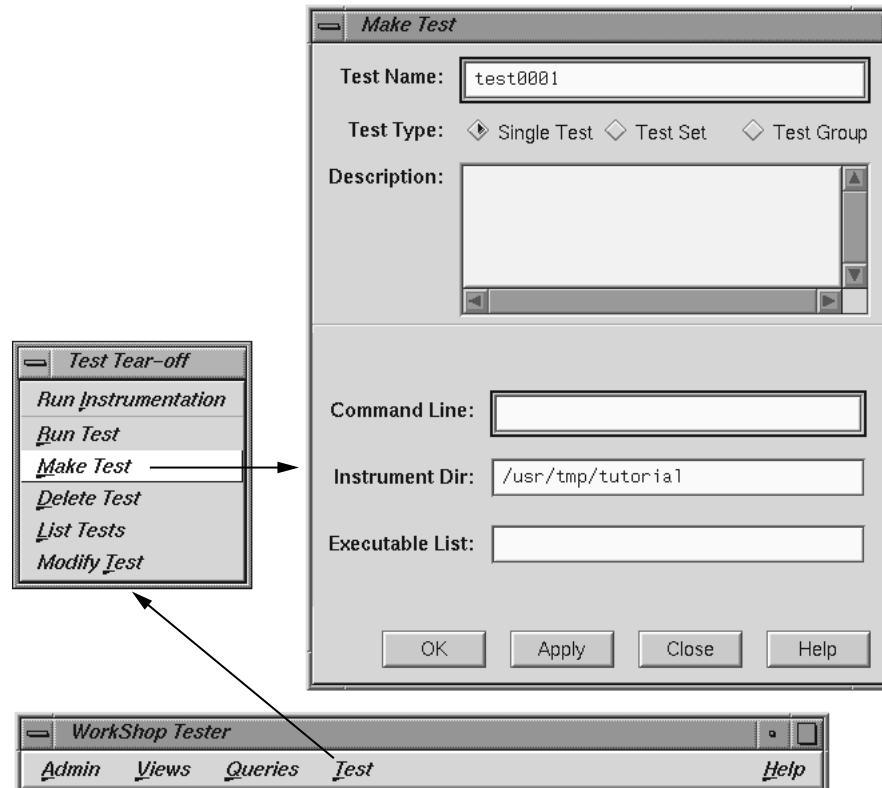 Make Test
Test Name: test0001
Test Type: Single Test Test Set Test Group
Description:
Test Tear-off
Run Instrumentation
Run Test
Make Test
Delete Test
List Tests
Modify Test
Command Line:
Instrument Dir: /usr/tmp/tutorial
Executable List:
OK Apply Close Help
WorkShop Tester
Admin Views Queries Test Help